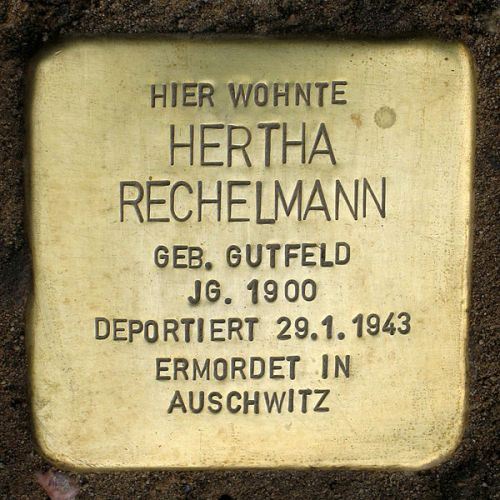 HIER WOHNTE
HERTHA
RECHELMANN
GEB. GUTFELD
JG. 1900
DEPORTIERT 29.1.1943
ERMORDET IN
AUSCHWITZ